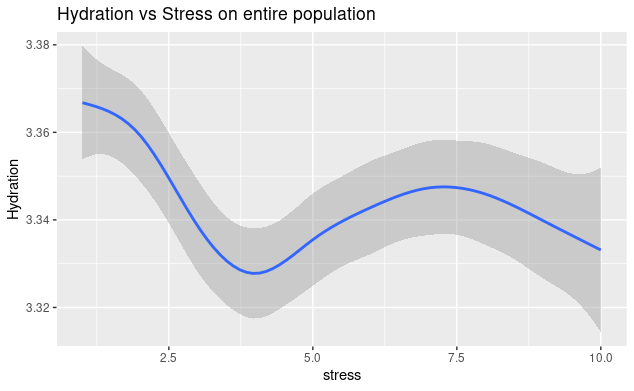 Hydration vs Stress on entire population
3.38
3.36
3.34
3.32
Hydration
2.5
5.0
7.5
10.0
stress